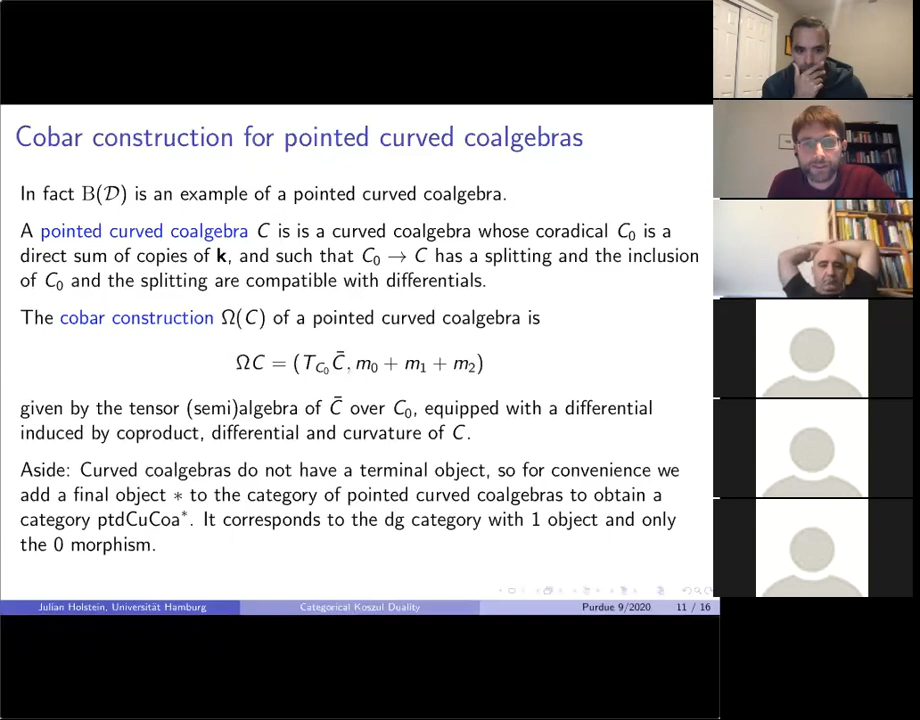 Cobar construction for pointed curved coalgebras
In fact B(𝒟) is an example of a pointed curved coalgebra.
A pointed curved coalgebra C is is a curved coalgebra whose coradical C₀ is a
direct sum of copies of k, and such that C₀ → C has a splitting and the inclusion
of C₀ and the splitting are compatible with differentials.
The cobar construction Ω(C) of a pointed curved coalgebra is
ΩC = (T_{C₀} C̄, m₀ + m₁ + m₂)
given by the tensor (semi)algebra of C̄ over C₀, equipped with a differential
induced by coproduct, differential and curvature of C.
Aside: Curved coalgebras do not have a terminal object, so for convenience we
add a final object ∗ to the category of pointed curved coalgebras to obtain a
category ptdCuCoa*. It corresponds to the dg category with 1 object and only
the 0 morphism.
Julian Holstein, Universität Hamburg Categorical Koszul Duality Purdue 9/2020 11 / 16